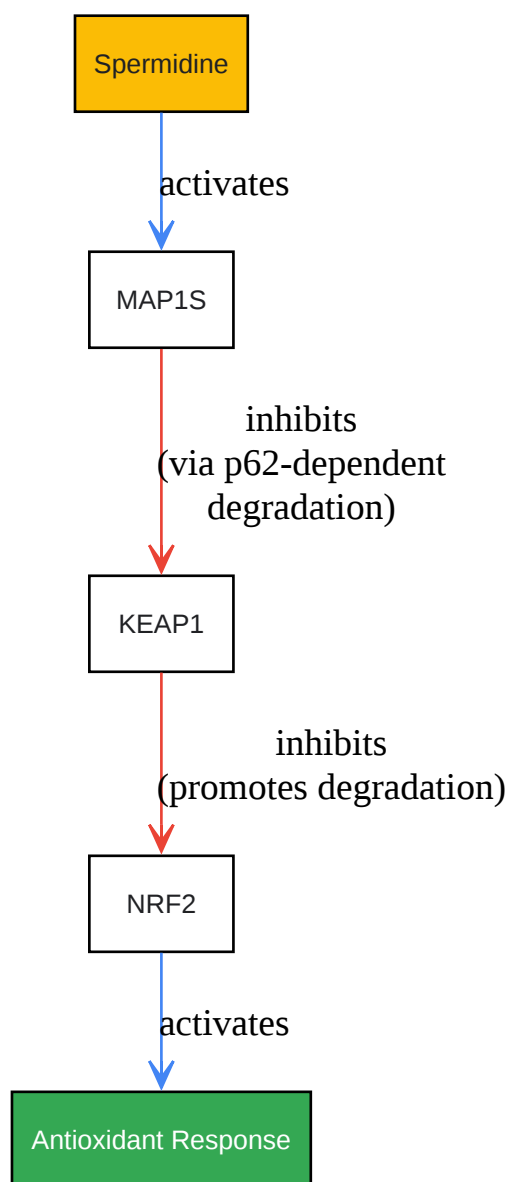 Spermidine
activates
MAP1S
inhibits
(via p62-dependent
degradation)
KEAP1
inhibits
(promotes degradation)
NRF2
activates
Antioxidant Response